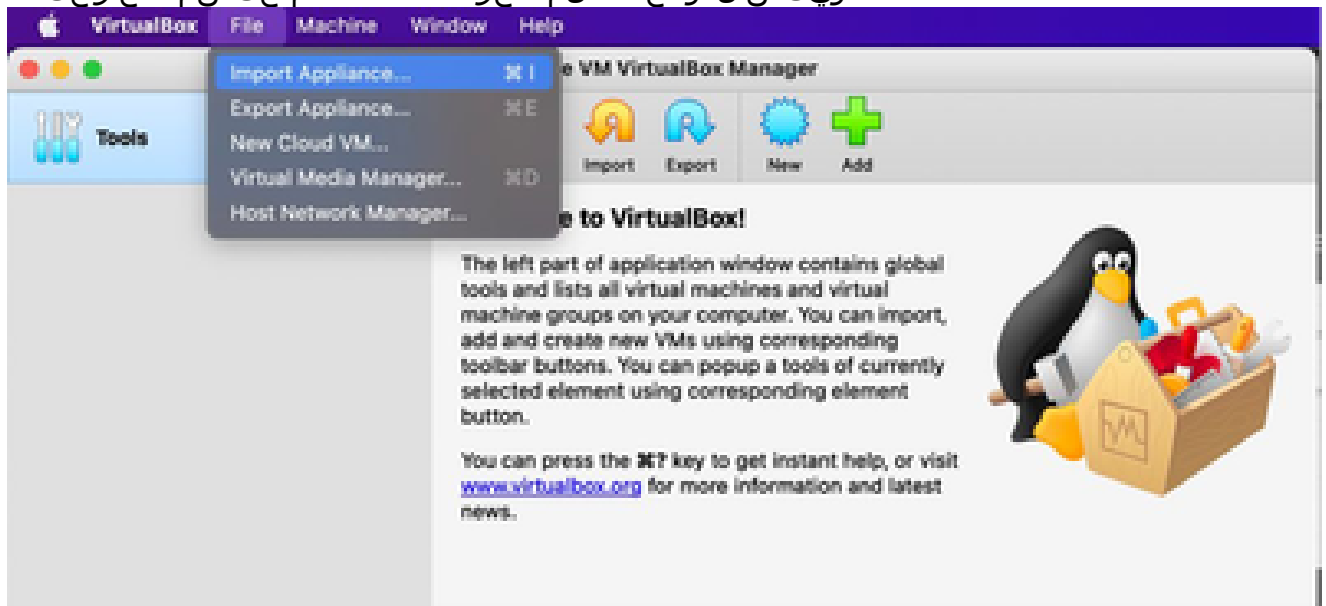 VirtualBox File Machine Window Help
Import Appliance... ⌘ I
e VM VirtualBox Manager
Export Appliance... ⌘ E
New Cloud VM...
Virtual Media Manager... ⌘ D
Host Network Manager...
Tools
Import Export New Add
e to VirtualBox!
The left part of application window contains global
tools and lists all virtual machines and virtual
machine groups on your computer. You can import,
add and create new VMs using corresponding
toolbar buttons. You can popup a tools of currently
selected element using corresponding element
button.
You can press the ⌘? key to get instant help, or visit
www.virtualbox.org for more information and latest
news.